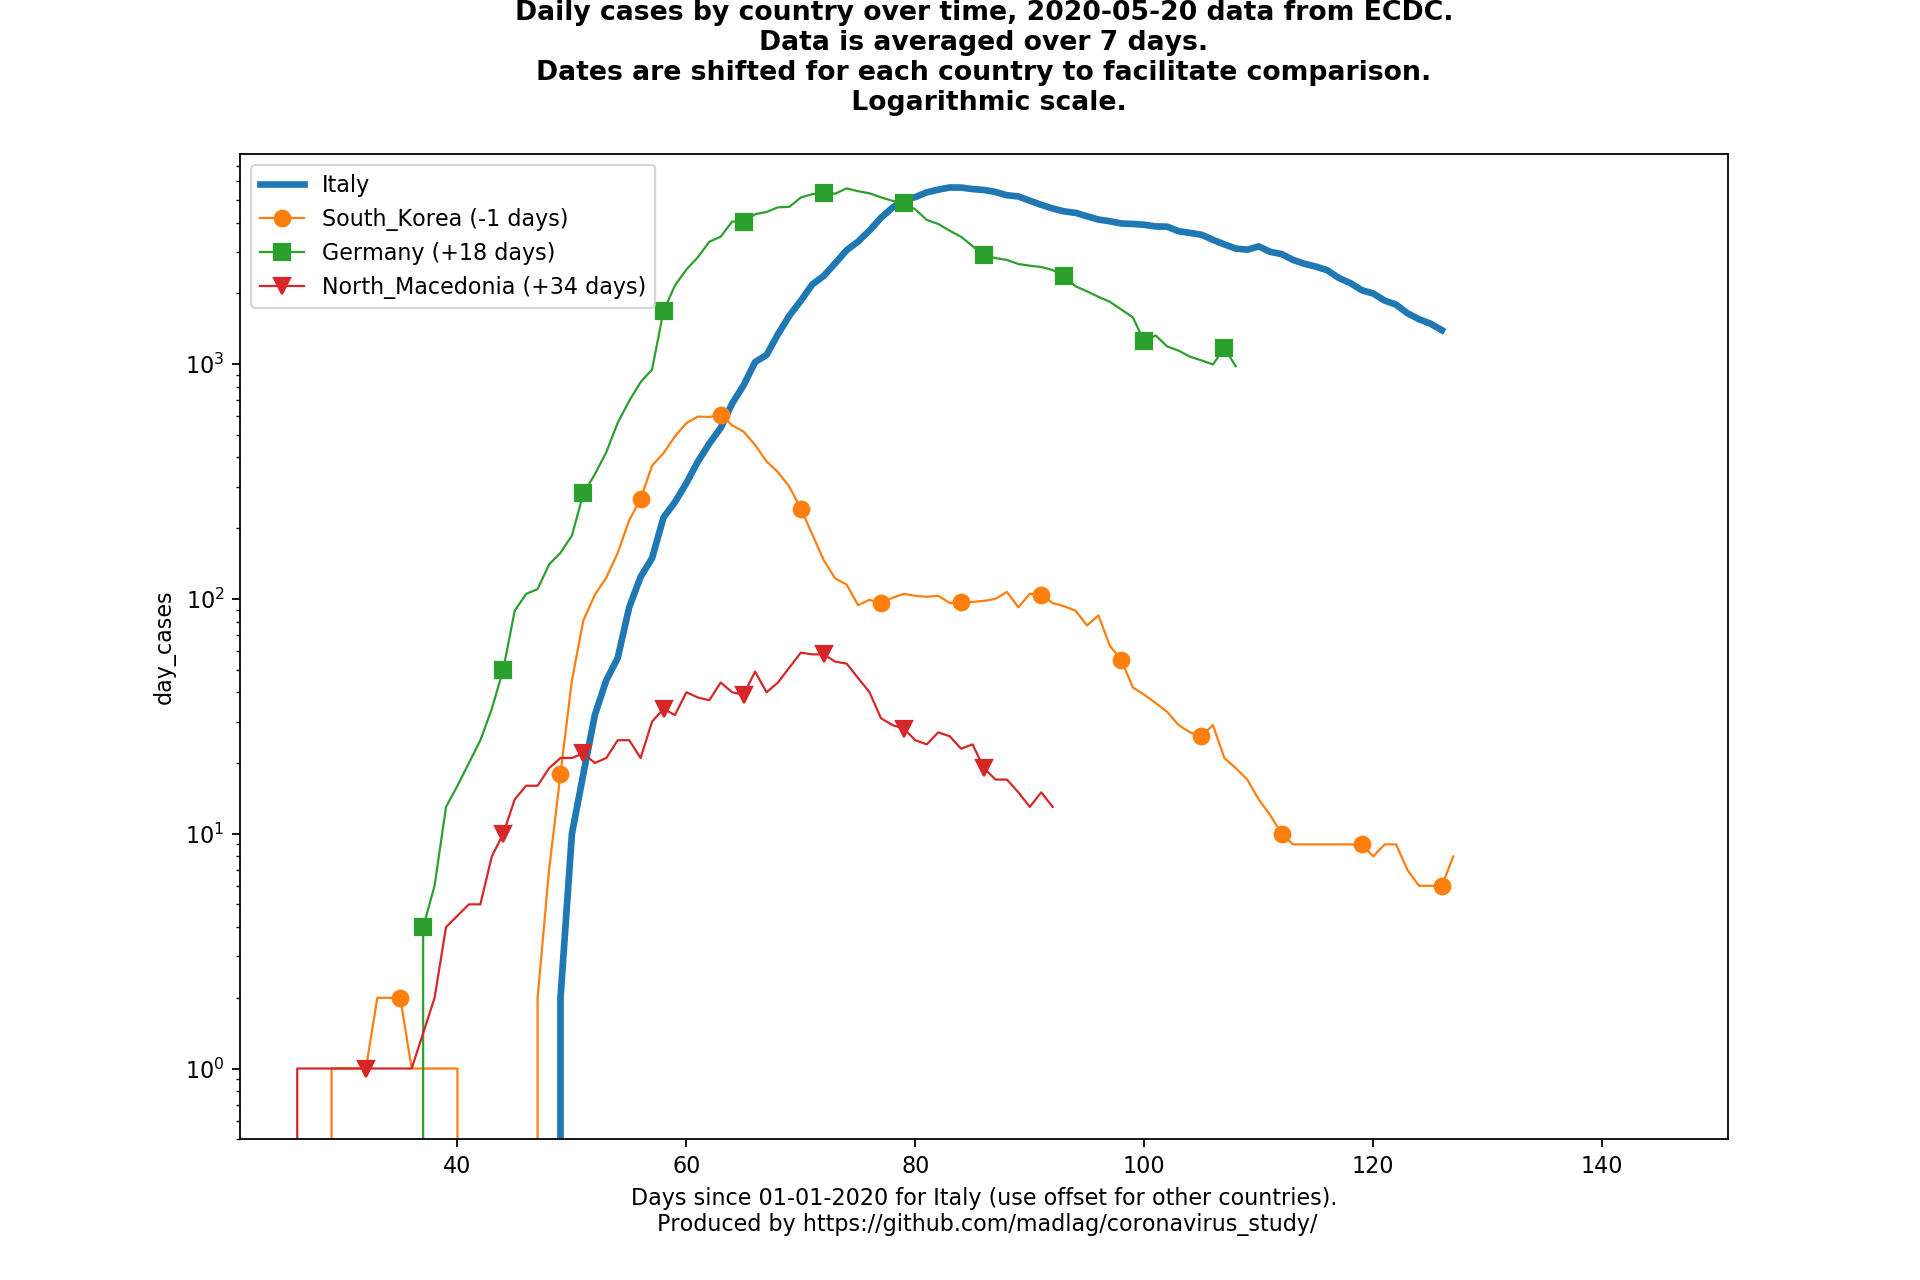 Daily cases by country over time, 2020-05-20 data from ECDC.
Data is averaged over 7 days.
Dates are shifted for each country to facilitate comparison.
Logarithmic scale.
Italy
South_Korea (-1 days)
Germany (+18 days)
North_Macedonia (+34 days)
day_cases
10³
10²
10¹
10⁰
40 60 80 100 120 140
Days since 01-01-2020 for Italy (use offset for other countries).
Produced by https://github.com/madlag/coronavirus_study/